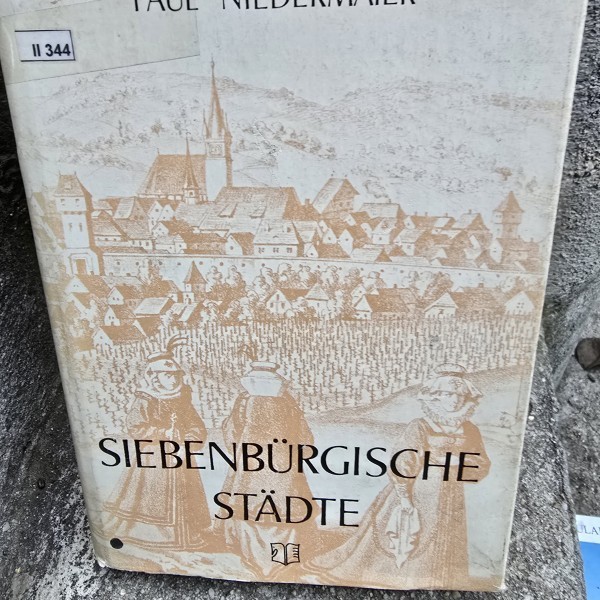 PAUL NIEDERMAIER
II 344
SIEBENBÜRGISCHE
STÄDTE